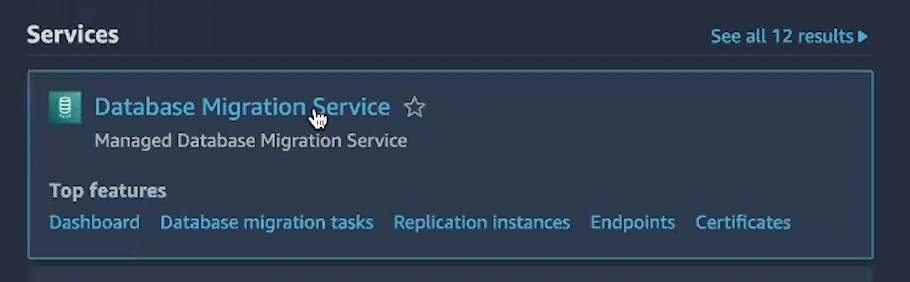 Services
See all 12 results
Database Migration Service
Managed Database Migration Service
Top features
Dashboard Database migration tasks Replication instances Endpoints Certificates